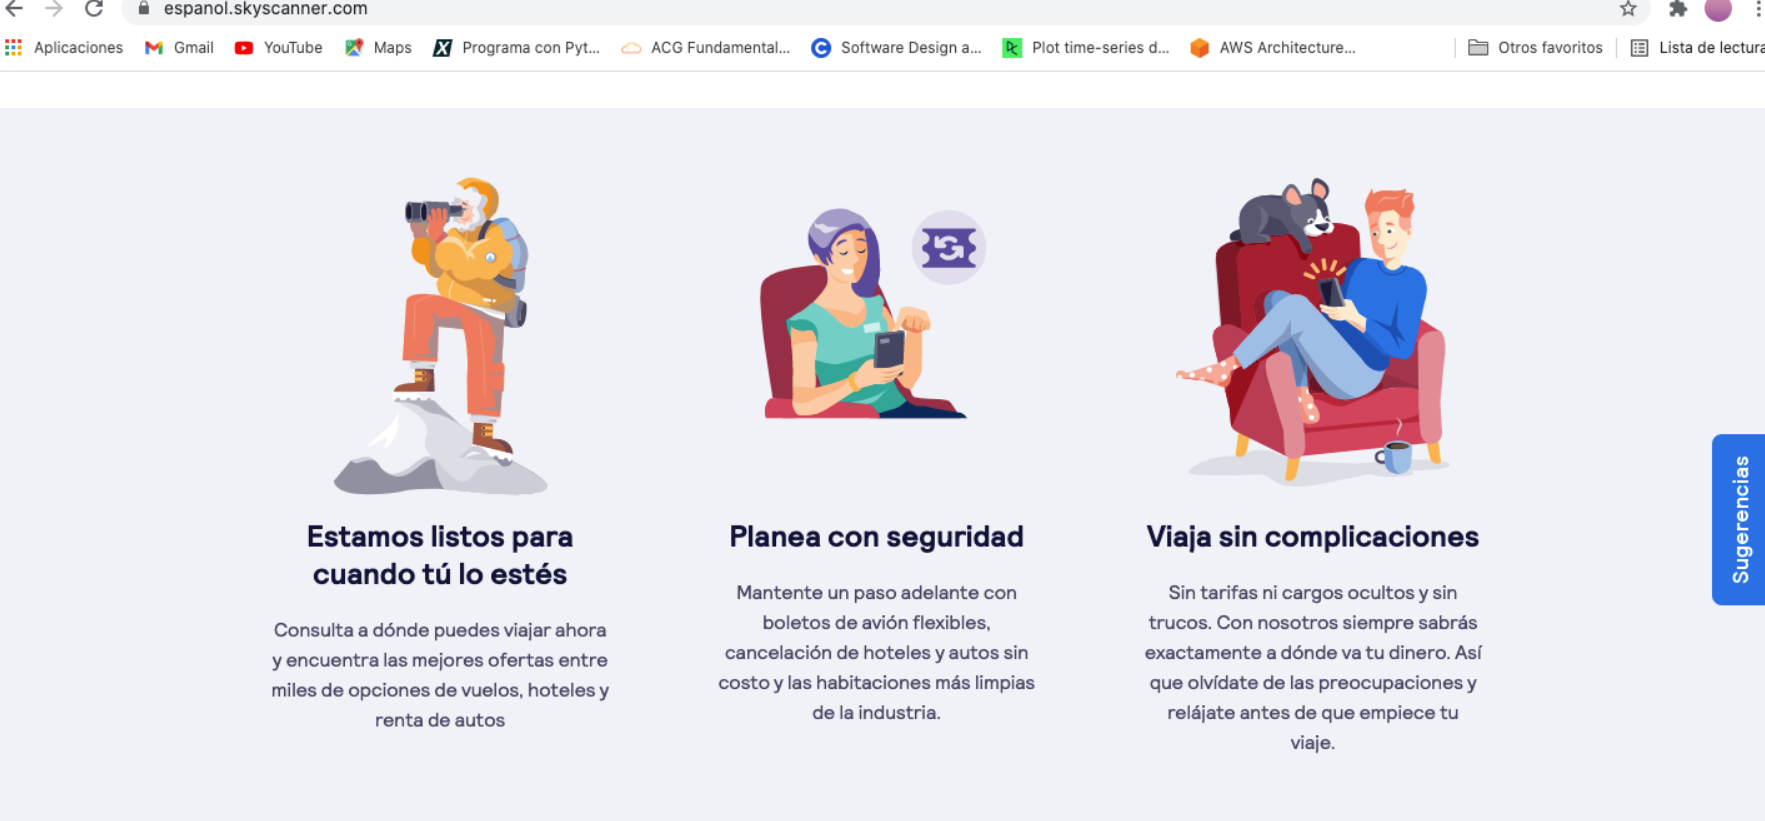 espanol.skyscanner.com
Aplicaciones Gmail YouTube Maps Programa con Pyt... ACG Fundamental... Software Design a... Plot time-series d... AWS Architecture... Otros favoritos Lista de lectura
Estamos listos para
cuando tú lo estés
Consulta a dónde puedes viajar ahora
y encuentra las mejores ofertas entre
miles de opciones de vuelos, hoteles y
renta de autos
Planea con seguridad
Mantente un paso adelante con
boletos de avión flexibles,
cancelación de hoteles y autos sin
costo y las habitaciones más limpias
de la industria.
Viaja sin complicaciones
Sin tarifas ni cargos ocultos y sin
trucos. Con nosotros siempre sabrás
exactamente a dónde va tu dinero. Así
que olvídate de las preocupaciones y
relájate antes de que empiece tu
viaje.
Sugerencias